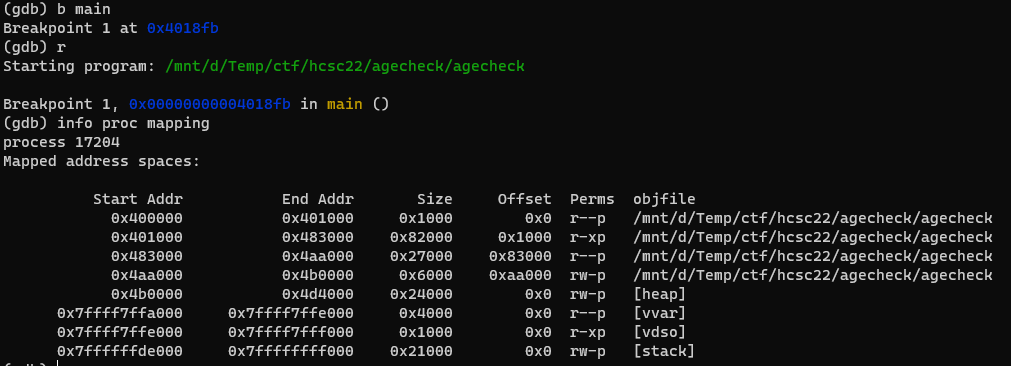 (gdb) b main
Breakpoint 1 at 0x4018fb
(gdb) r
Starting program: /mnt/d/Temp/ctf/hcsc22/agecheck/agecheck
Breakpoint 1, 0x00000000004018fb in main ()
(gdb) info proc mapping
process 17204
Mapped address spaces:
Start Addr End Addr Size Offset Perms objfile
0x400000 0x401000 0x1000 0x0 r--p /mnt/d/Temp/ctf/hcsc22/agecheck/agecheck
0x401000 0x483000 0x82000 0x1000 r-xp /mnt/d/Temp/ctf/hcsc22/agecheck/agecheck
0x483000 0x4aa000 0x27000 0x83000 r--p /mnt/d/Temp/ctf/hcsc22/agecheck/agecheck
0x4aa000 0x4b0000 0x6000 0xaa000 rw-p /mnt/d/Temp/ctf/hcsc22/agecheck/agecheck
0x4b0000 0x4d4000 0x24000 0x0 rw-p [heap]
0x7ffff7ffa000 0x7ffff7ffe000 0x4000 0x0 r--p [vvar]
0x7ffff7ffe000 0x7ffff7fff000 0x1000 0x0 r-xp [vdso]
0x7ffffffde000 0x7ffffffff000 0x21000 0x0 rw-p [stack]